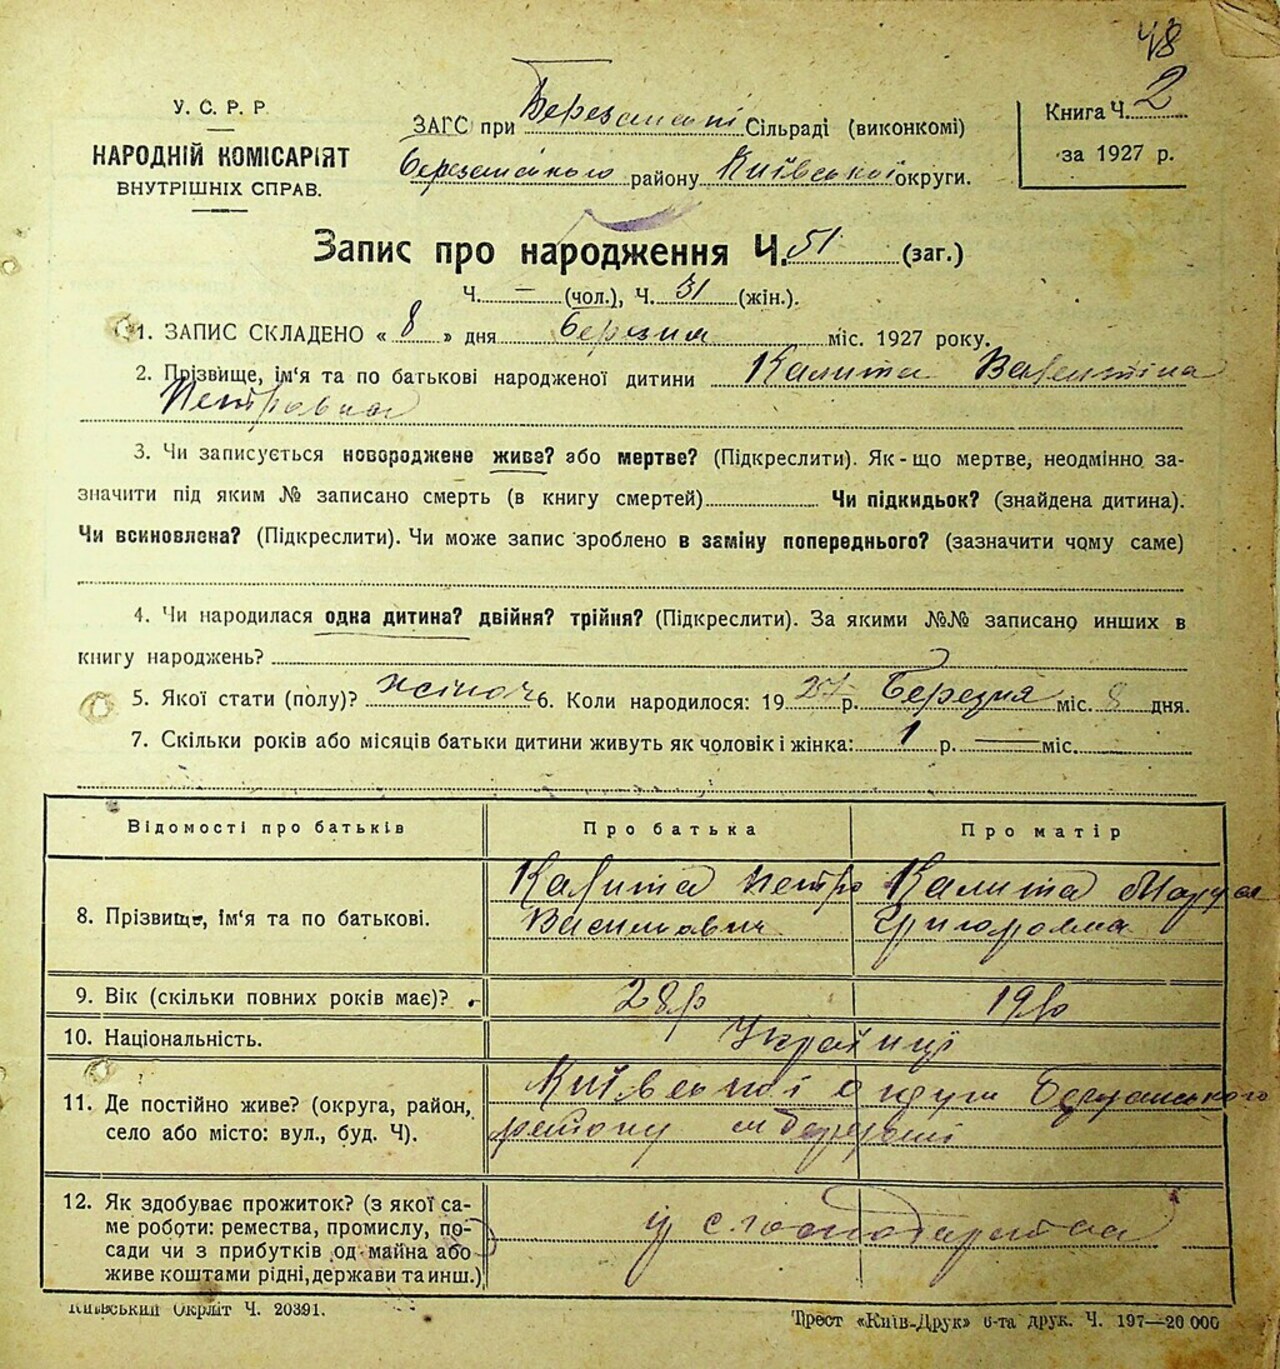 48
У. С. Р. Р.
НАРОДНІЙ КОМІСАРІЯТ
ВНУТРІШНІХ СПРАВ.
ЗАГС при Березанські Сільраді (виконкомі)
Березанського району Київської округи.
Книга Ч. 2
за 1927 р.
Запис про народження Ч. 51 (заг.)
Ч. — (чол.), Ч. 31 (жін.).
1. ЗАПИС СКЛАДЕНО « 8 » дня березня міс. 1927 року.
2. Прізвище, ім'я та по батькові народженої дитини Калита Валентіна
Петровна
3. Чи записується новороджене живе? або мертве? (Підкреслити). Як-що мертве, неодмінно за-
значити під яким № записано смерть (в книгу смертей) Чи підкидьок? (знайдена дитина).
Чи всиновлена? (Підкреслити). Чи може запис зроблено в заміну попереднього? (зазначити чому саме)
4. Чи народилася одна дитина? двійня? трійня? (Підкреслити). За якими №№ записано инших в
книгу народжень?
5. Якої стати (полу)? жіноч 6. Коли народилося: 1927 р. Березня міс. 8 дня.
7. Скільки років або місяців батьки дитини живуть як чоловік і жінка: 1 р. — міс.
Відомості про батьків Про батька Про матір
8. Прізвище, ім'я та по батькові. Калита Петро Калита Маруся
Василович Григоровна
9. Вік (скільки повних років має)? 28 р 19 р
10. Національність. Українці
11. Де постійно живе? (округа, район, село або місто: вул., буд. Ч). Київської округи Березанського
району м Березані
12. Як здобуває прожиток? (з якої са-
ме роботи: ремества, промислу, по-
сади чи з прибутків од майна або
живе коштами рідні, держави та инш.) у с господарства
Київський Окрліт Ч. 20391.
Трест «Київ-Друк» 6-та друк. Ч. 197—20 000